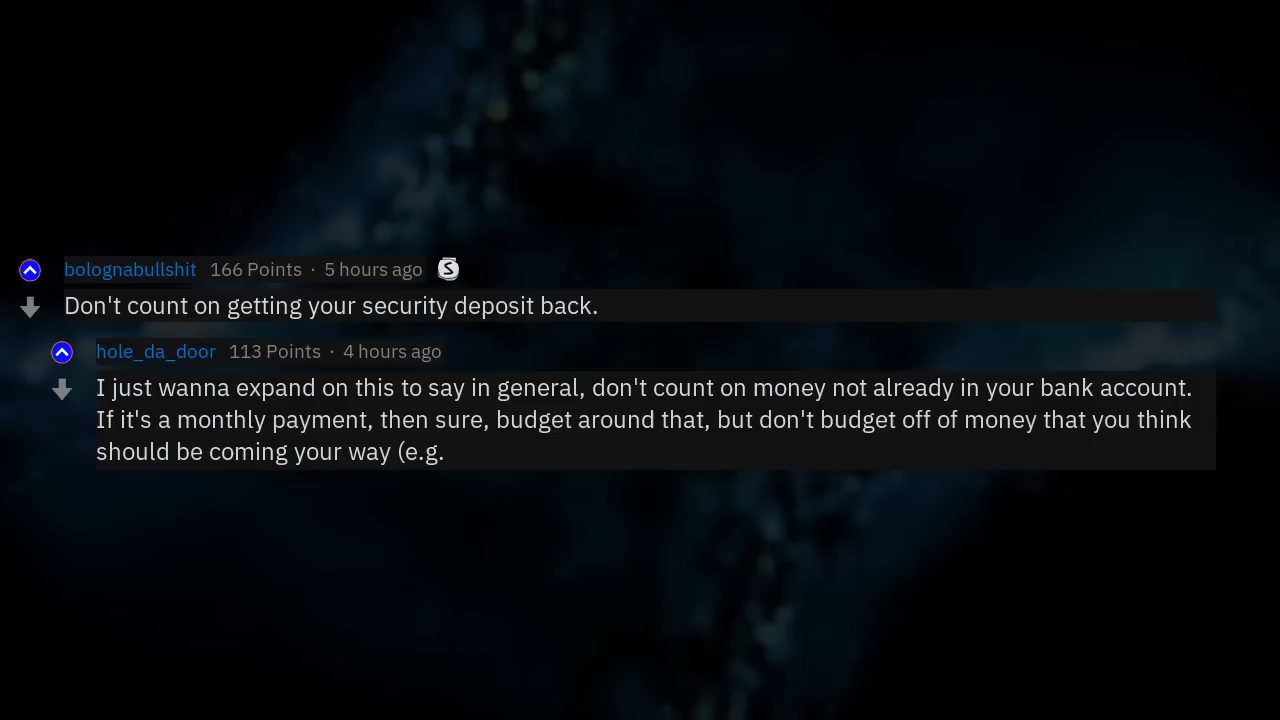 bolognabullshit 166 Points · 5 hours ago S
Don't count on getting your security deposit back.
hole_da_door 113 Points · 4 hours ago
I just wanna expand on this to say in general, don't count on money not already in your bank account.
If it's a monthly payment, then sure, budget around that, but don't budget off of money that you think
should be coming your way (e.g.